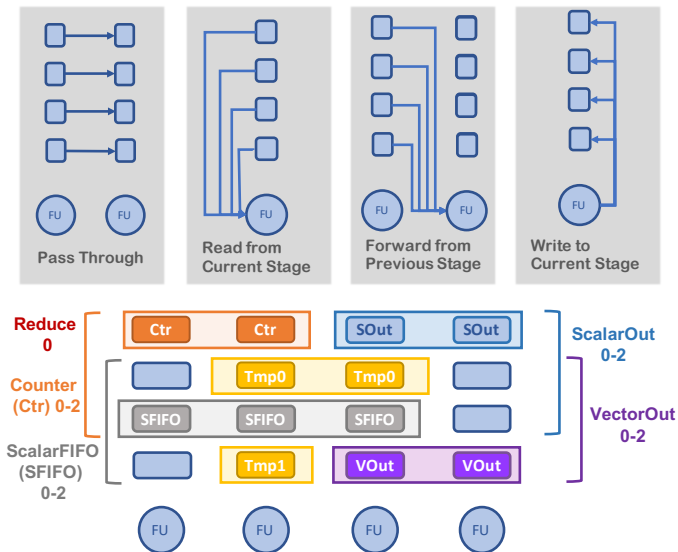 FU FU
Pass Through
FU
Read from
Current Stage
FU FU
Forward from
Previous Stage
FU
Write to
Current Stage
Reduce
0
Counter
(Ctr) 0-2
ScalarFIFO
(SFIFO)
0-2
Ctr Ctr SOut SOut
Tmp0 Tmp0
SFIFO SFIFO SFIFO
Tmp1 VOut VOut
FU FU FU FU
ScalarOut
0-2
VectorOut
0-2